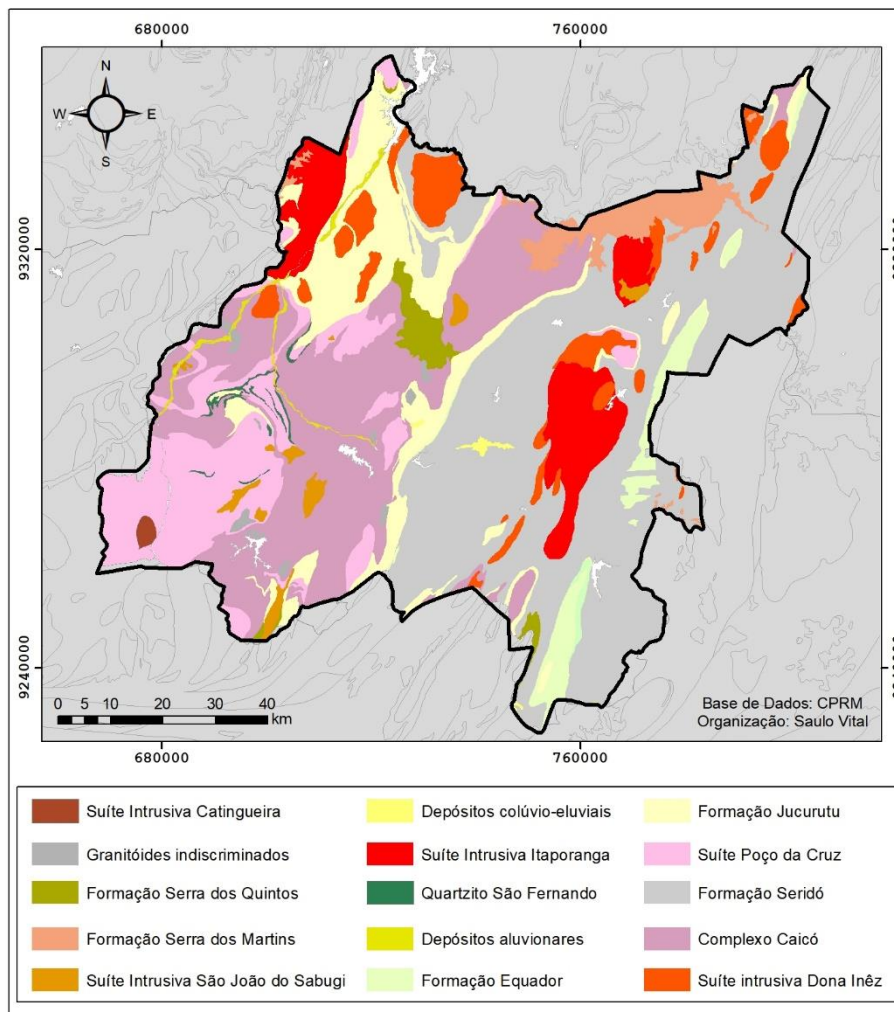 680000 760000
N
W E
S
9320000
9240000
0 5 10 20 30 40
km
Base de Dados: CPRM
Organização: Saulo Vital
680000 760000
Suíte Intrusiva Catingueira Depósitos colúvio-eluviais Formação Jucurutu
Granitóides indiscriminados Suíte Intrusiva Itaporanga Suíte Poço da Cruz
Formação Serra dos Quintos Quartzito São Fernando Formação Seridó
Formação Serra dos Martins Depósitos aluvionares Complexo Caicó
Suíte Intrusiva São João do Sabugi Formação Equador Suíte intrusiva Dona Inêz